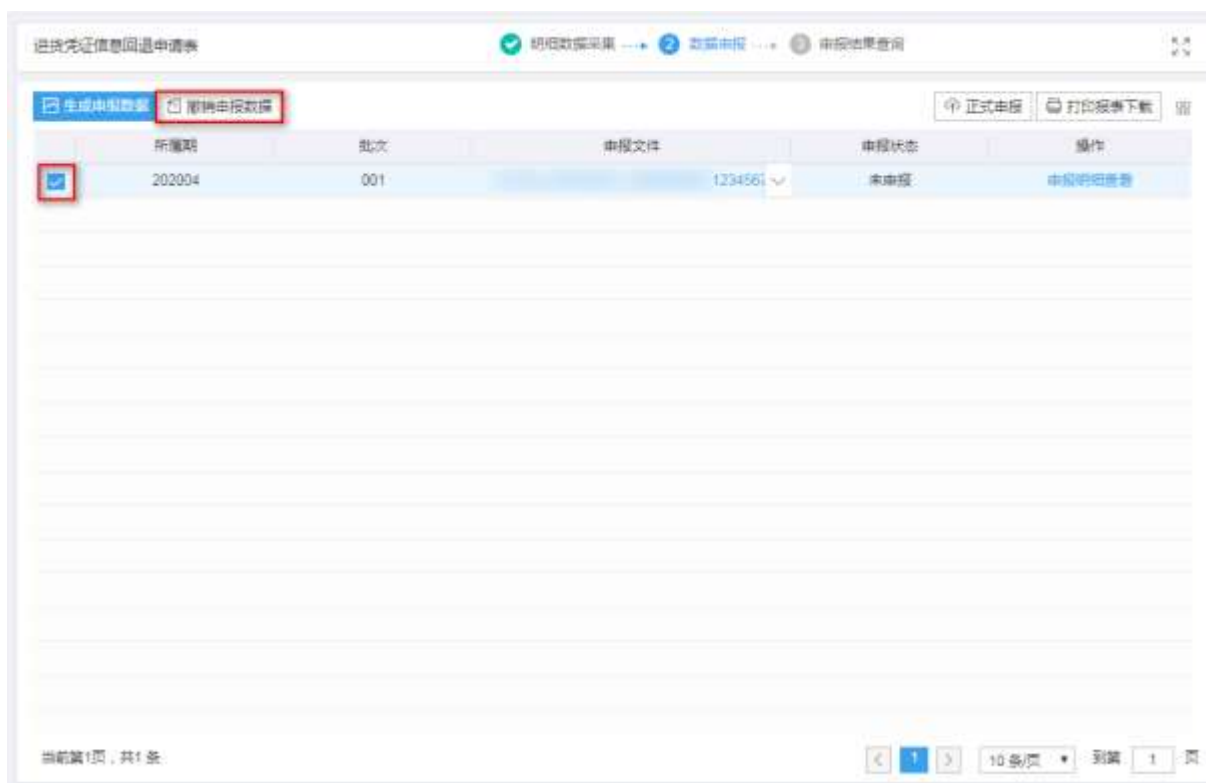 进货凭证信息回退申请表
明细数据采集 2 数据申报 3 申报结果查询
生成申报数据 撤销申报数据 正式申报 打印报表下载
所属期 批次 申报文件 申报状态 操作
202004 001 1234567 未申报 申报明细查看
当前第1页，共1条 < 1 > 10 条/页 到第 1 页